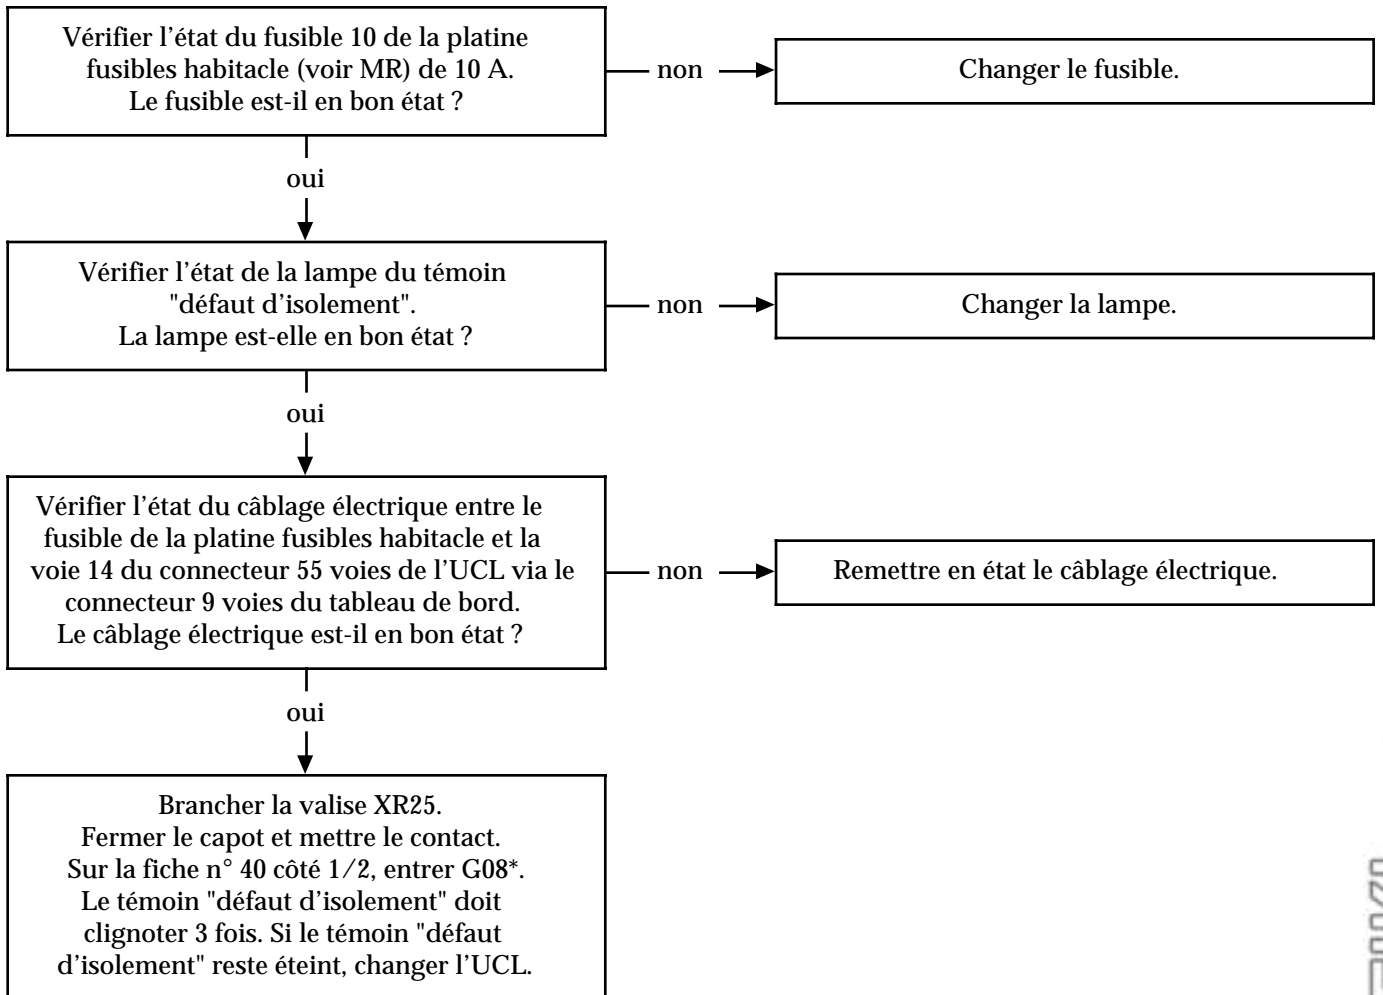 Vérifier l'état du fusible 10 de la platine
fusibles habitacle (voir MR) de 10 A.
Le fusible est-il en bon état ?
non
Changer le fusible.
oui
Vérifier l'état de la lampe du témoin
"défaut d'isolement".
La lampe est-elle en bon état ?
non
Changer la lampe.
oui
Vérifier l'état du câblage électrique entre le
fusible de la platine fusibles habitacle et la
voie 14 du connecteur 55 voies de l'UCL via le
connecteur 9 voies du tableau de bord.
Le câblage électrique est-il en bon état ?
non
Remettre en état le câblage électrique.
oui
Brancher la valise XR25.
Fermer le capot et mettre le contact.
Sur la fiche n° 40 côté 1/2, entrer G08*.
Le témoin "défaut d'isolement" doit
clignoter 3 fois. Si le témoin "défaut
d'isolement" reste éteint, changer l'UCL.